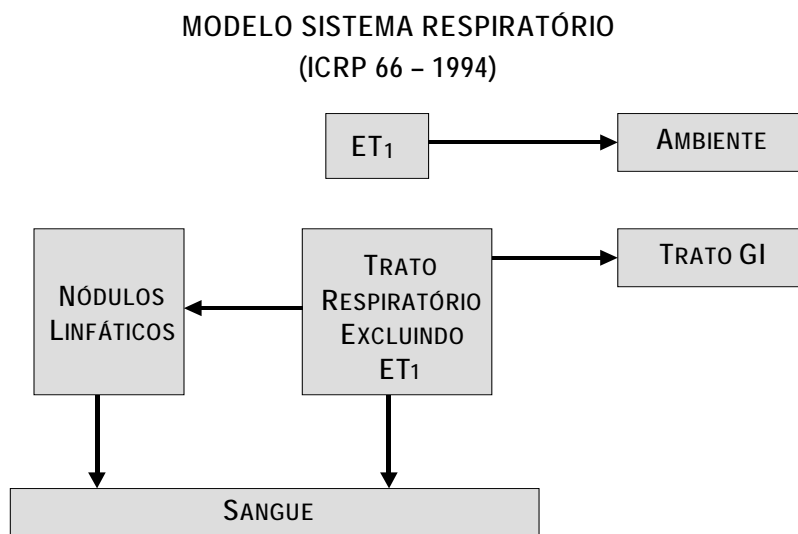 MODELO SISTEMA RESPIRATÓRIO
(ICRP 66 – 1994)
ET1
AMBIENTE
NÓDULOS
LINFÁTICOS
TRATO
RESPIRATÓRIO
EXCLUINDO
ET1
TRATO GI
SANGUE